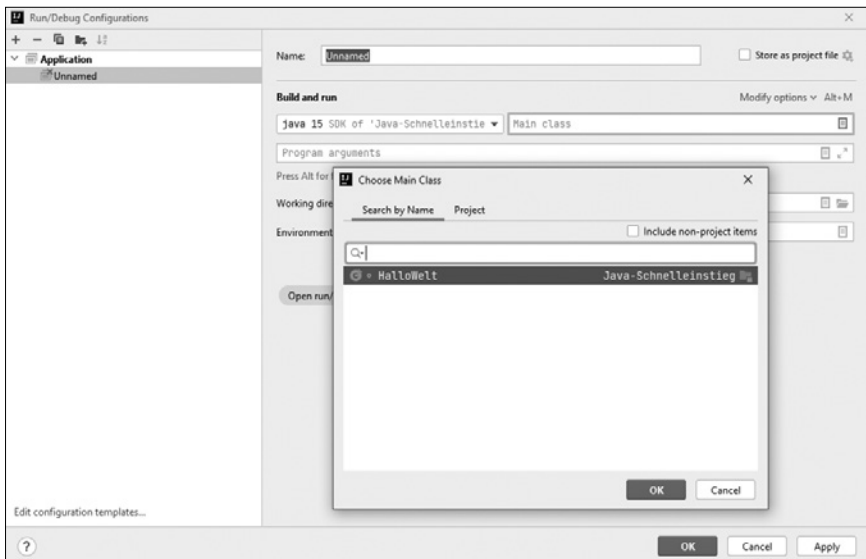 Run/Debug Configurations
Application
Unnamed
Name: Unnamed
Store as project file
Build and run
Modify options Alt+M
java 15 SDK of 'Java-Schnelleinstie
Main class
Program arguments
Press Alt for
Working dire
Environment
Open run/
Choose Main Class
Search by Name Project
Include non-project items
HalloWelt Java-Schnelleinstieg
OK Cancel
Edit configuration templates...
? OK Cancel Apply